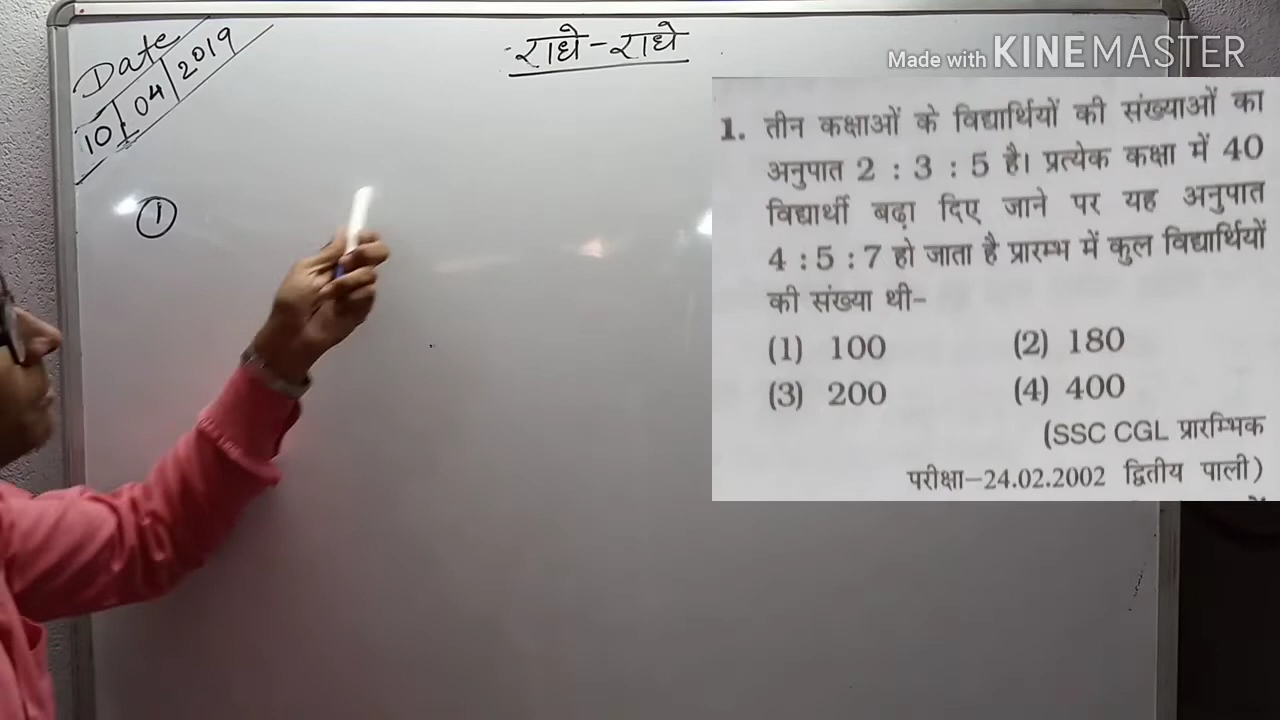 Date
10/04/2019
राधे-राधे
Made with KINEMASTER
1
1. तीन कक्षाओं के विद्यार्थियों की संख्याओं का
अनुपात 2 : 3 : 5 है। प्रत्येक कक्षा में 40
विद्यार्थी बढ़ा दिए जाने पर यह अनुपात
4 : 5 : 7 हो जाता है प्रारम्भ में कुल विद्यार्थियों
की संख्या थी–
(1) 100 (2) 180
(3) 200 (4) 400
(SSC CGL प्रारम्भिक
परीक्षा–24.02.2002 द्वितीय पाली)